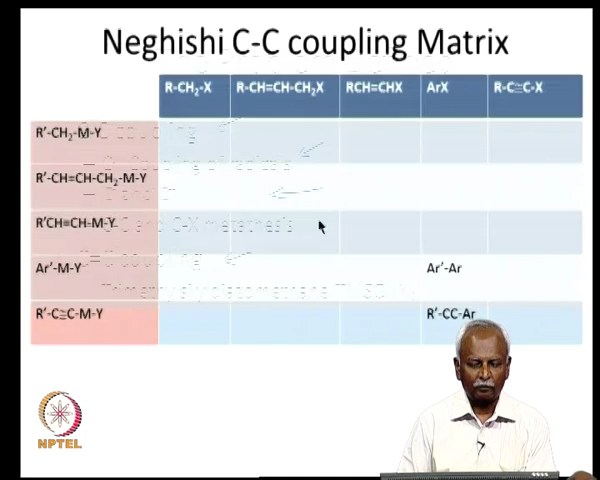 Neghishi C-C coupling Matrix
R-CH₂-X R-CH=CH-CH₂X RCH=CHX ArX R-C≡C-X
R′-CH₂-M-Y
R′-CH=CH-CH₂-M-Y
R′CH=CH-M-Y
Ar′-M-Y Ar′-Ar
R′-C≡C-M-Y R′-CC-Ar
NPTEL